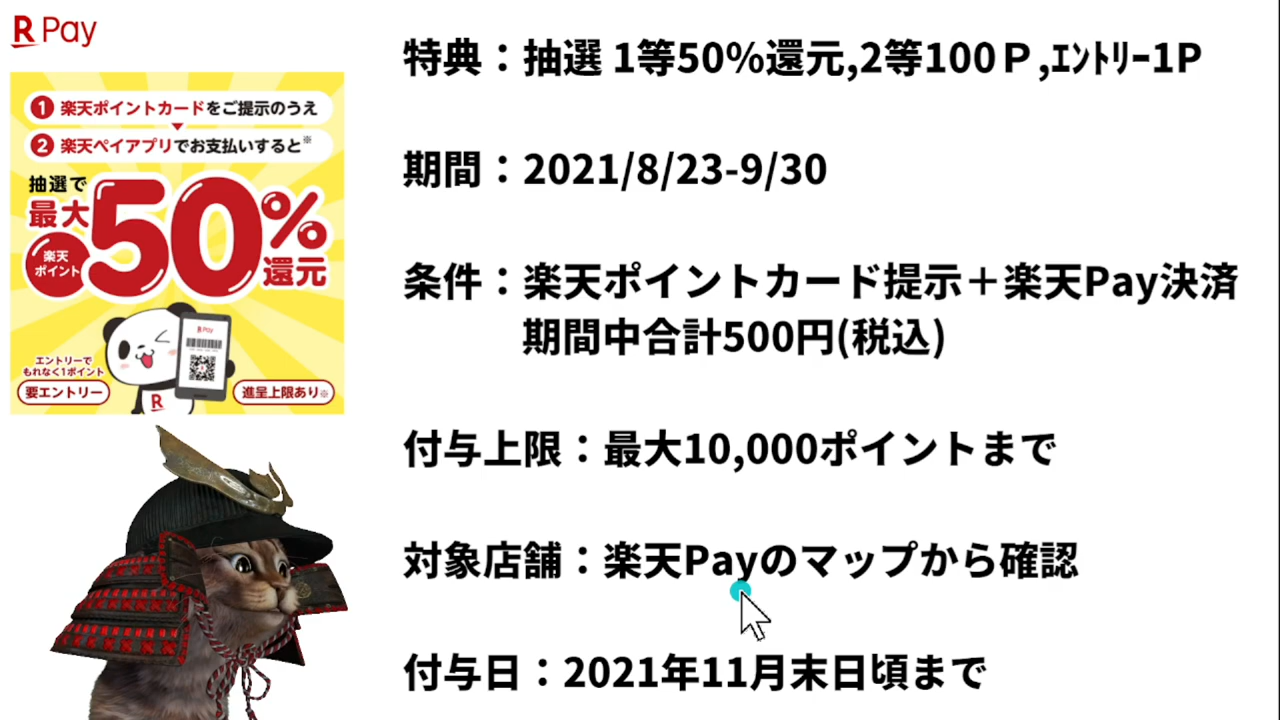 R Pay
1 楽天ポイントカードをご提示のうえ
2 楽天ペイアプリでお支払いすると※
抽選で
最大
50%
楽天
ポイント
還元
R Pay
エントリーで
もれなく1ポイント
要エントリー
R
進呈上限あり※
特典：抽選 1等50%還元,2等100Ｐ,ｴﾝﾄﾘｰ1P
期間：2021/8/23-9/30
条件：楽天ポイントカード提示＋楽天Pay決済
期間中合計500円(税込)
付与上限：最大10,000ポイントまで
対象店舗：楽天Payのマップから確認
付与日：2021年11月末日頃まで